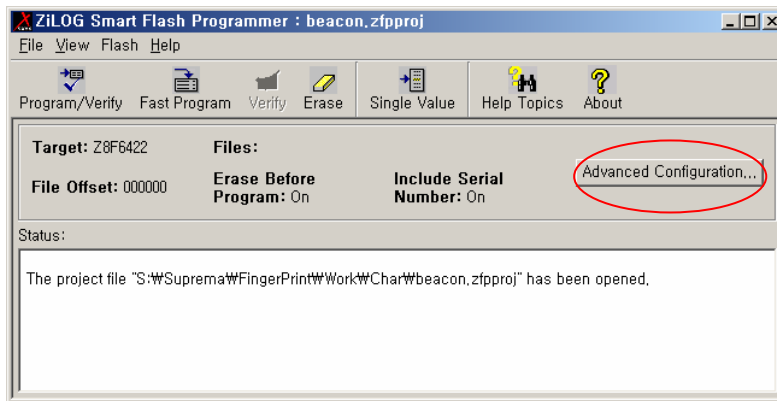 ZiLOG Smart Flash Programmer : beacon,zfpproj
File View Flash Help
Program/Verify Fast Program Verify Erase Single Value Help Topics About
Target: Z8F6422 Files:
Advanced Configuration,,,
File Offset: 000000 Erase Before Program: On Include Serial Number: On
Status:
The project file "S:₩Suprema₩FingerPrint₩Work₩Char₩beacon,zfpproj" has been opened,